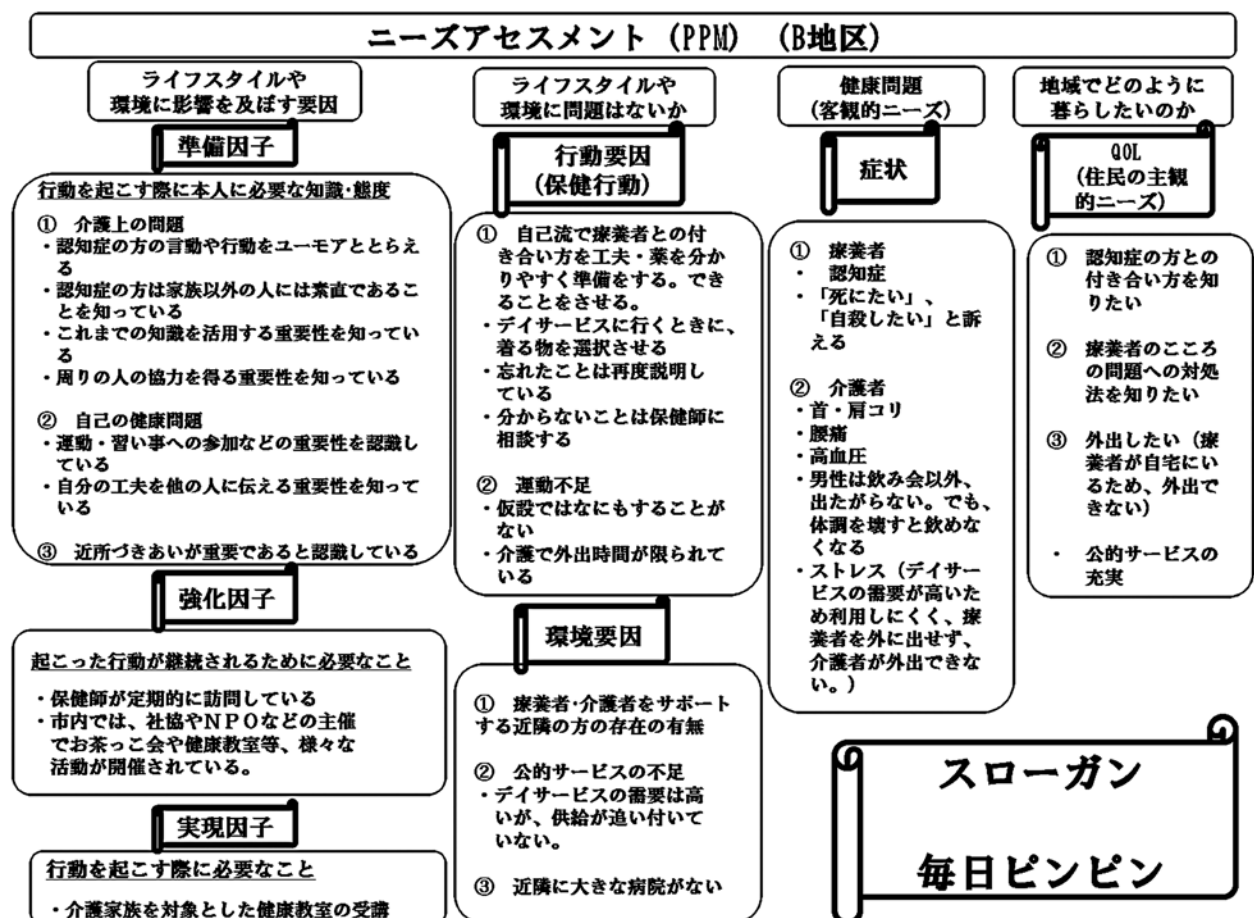 ニーズアセスメント (PPM) (B地区)
ライフスタイルや
環境に影響を及ぼす要因
準備因子
行動を起こす際に本人に必要な知識・態度
① 介護上の問題
・認知症の方の言動や行動をユーモアととらえ
る
・認知症の方は家族以外の人には素直であるこ
とを知っている
・これまでの知識を活用する重要性を知ってい
る
・周りの人の協力を得る重要性を知っている
② 自己の健康問題
・運動・習い事への参加などの重要性を認識し
ている
・自分の工夫を他の人に伝える重要性を知って
いる
③ 近所づきあいが重要であると認識している
強化因子
起こった行動が継続されるために必要なこと
・保健師が定期的に訪問している
・市内では、社協やNPOなどの主催
でお茶っこ会や健康教室等、様々な
活動が開催されている。
実現因子
行動を起こす際に必要なこと
・介護家族を対象とした健康教室の受講
ライフスタイルや
環境に問題はないか
行動要因
(保健行動)
① 自己流で療養者との付
き合い方を工夫・薬を分か
りやすく準備をする。でき
ることをさせる。
・デイサービスに行くときに、
着る物を選択させる
・忘れたことは再度説明し
ている
・分からないことは保健師に
相談する
② 運動不足
・仮設ではなにもすることが
ない
・介護で外出時間が限られて
いる
環境要因
① 療養者・介護者をサポート
する近隣の方の存在の有無
② 公的サービスの不足
・デイサービスの需要は高
いが、供給が追い付いて
いない。
③ 近隣に大きな病院がない
健康問題
(客観的ニーズ)
症状
① 療養者
・ 認知症
・「死にたい」、
「自殺したい」と訴
える
② 介護者
・首・肩コリ
・腰痛
・高血圧
・男性は飲み会以外、
出たがらない。でも、
体調を壊すと飲めな
くなる
・ストレス（デイサー
ビスの需要が高いた
め利用しにくく、療
養者を外に出せず、
介護者が外出できな
い。）
地域でどのように
暮らしたいのか
QOL
(住民の主観
的ニーズ)
① 認知症の方との
付き合い方を知
りたい
② 療養者のこころ
の問題への対処
法を知りたい
③ 外出したい（療
養者が自宅にい
るため、外出で
きない）
・ 公的サービスの
充実
スローガン
毎日ピンピン